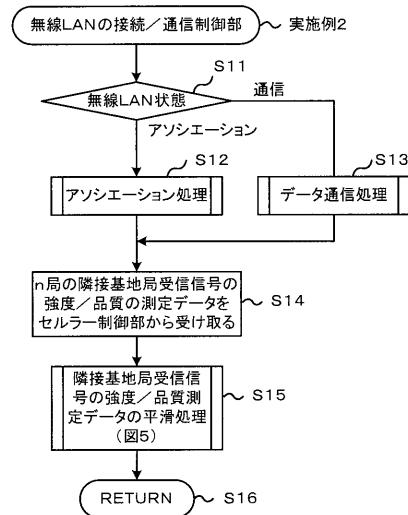 無線LANの接続／通信制御部
実施例2
S11
無線LAN状態
通信
アソシエーション
S12
アソシエーション処理
S13
データ通信処理
n局の隣接基地局受信信号の
強度／品質の測定データを
セルラー制御部から受け取る
S14
隣接基地局受信信
号の強度／品質測
定データの平滑処理
（図5）
S15
RETURN
S16